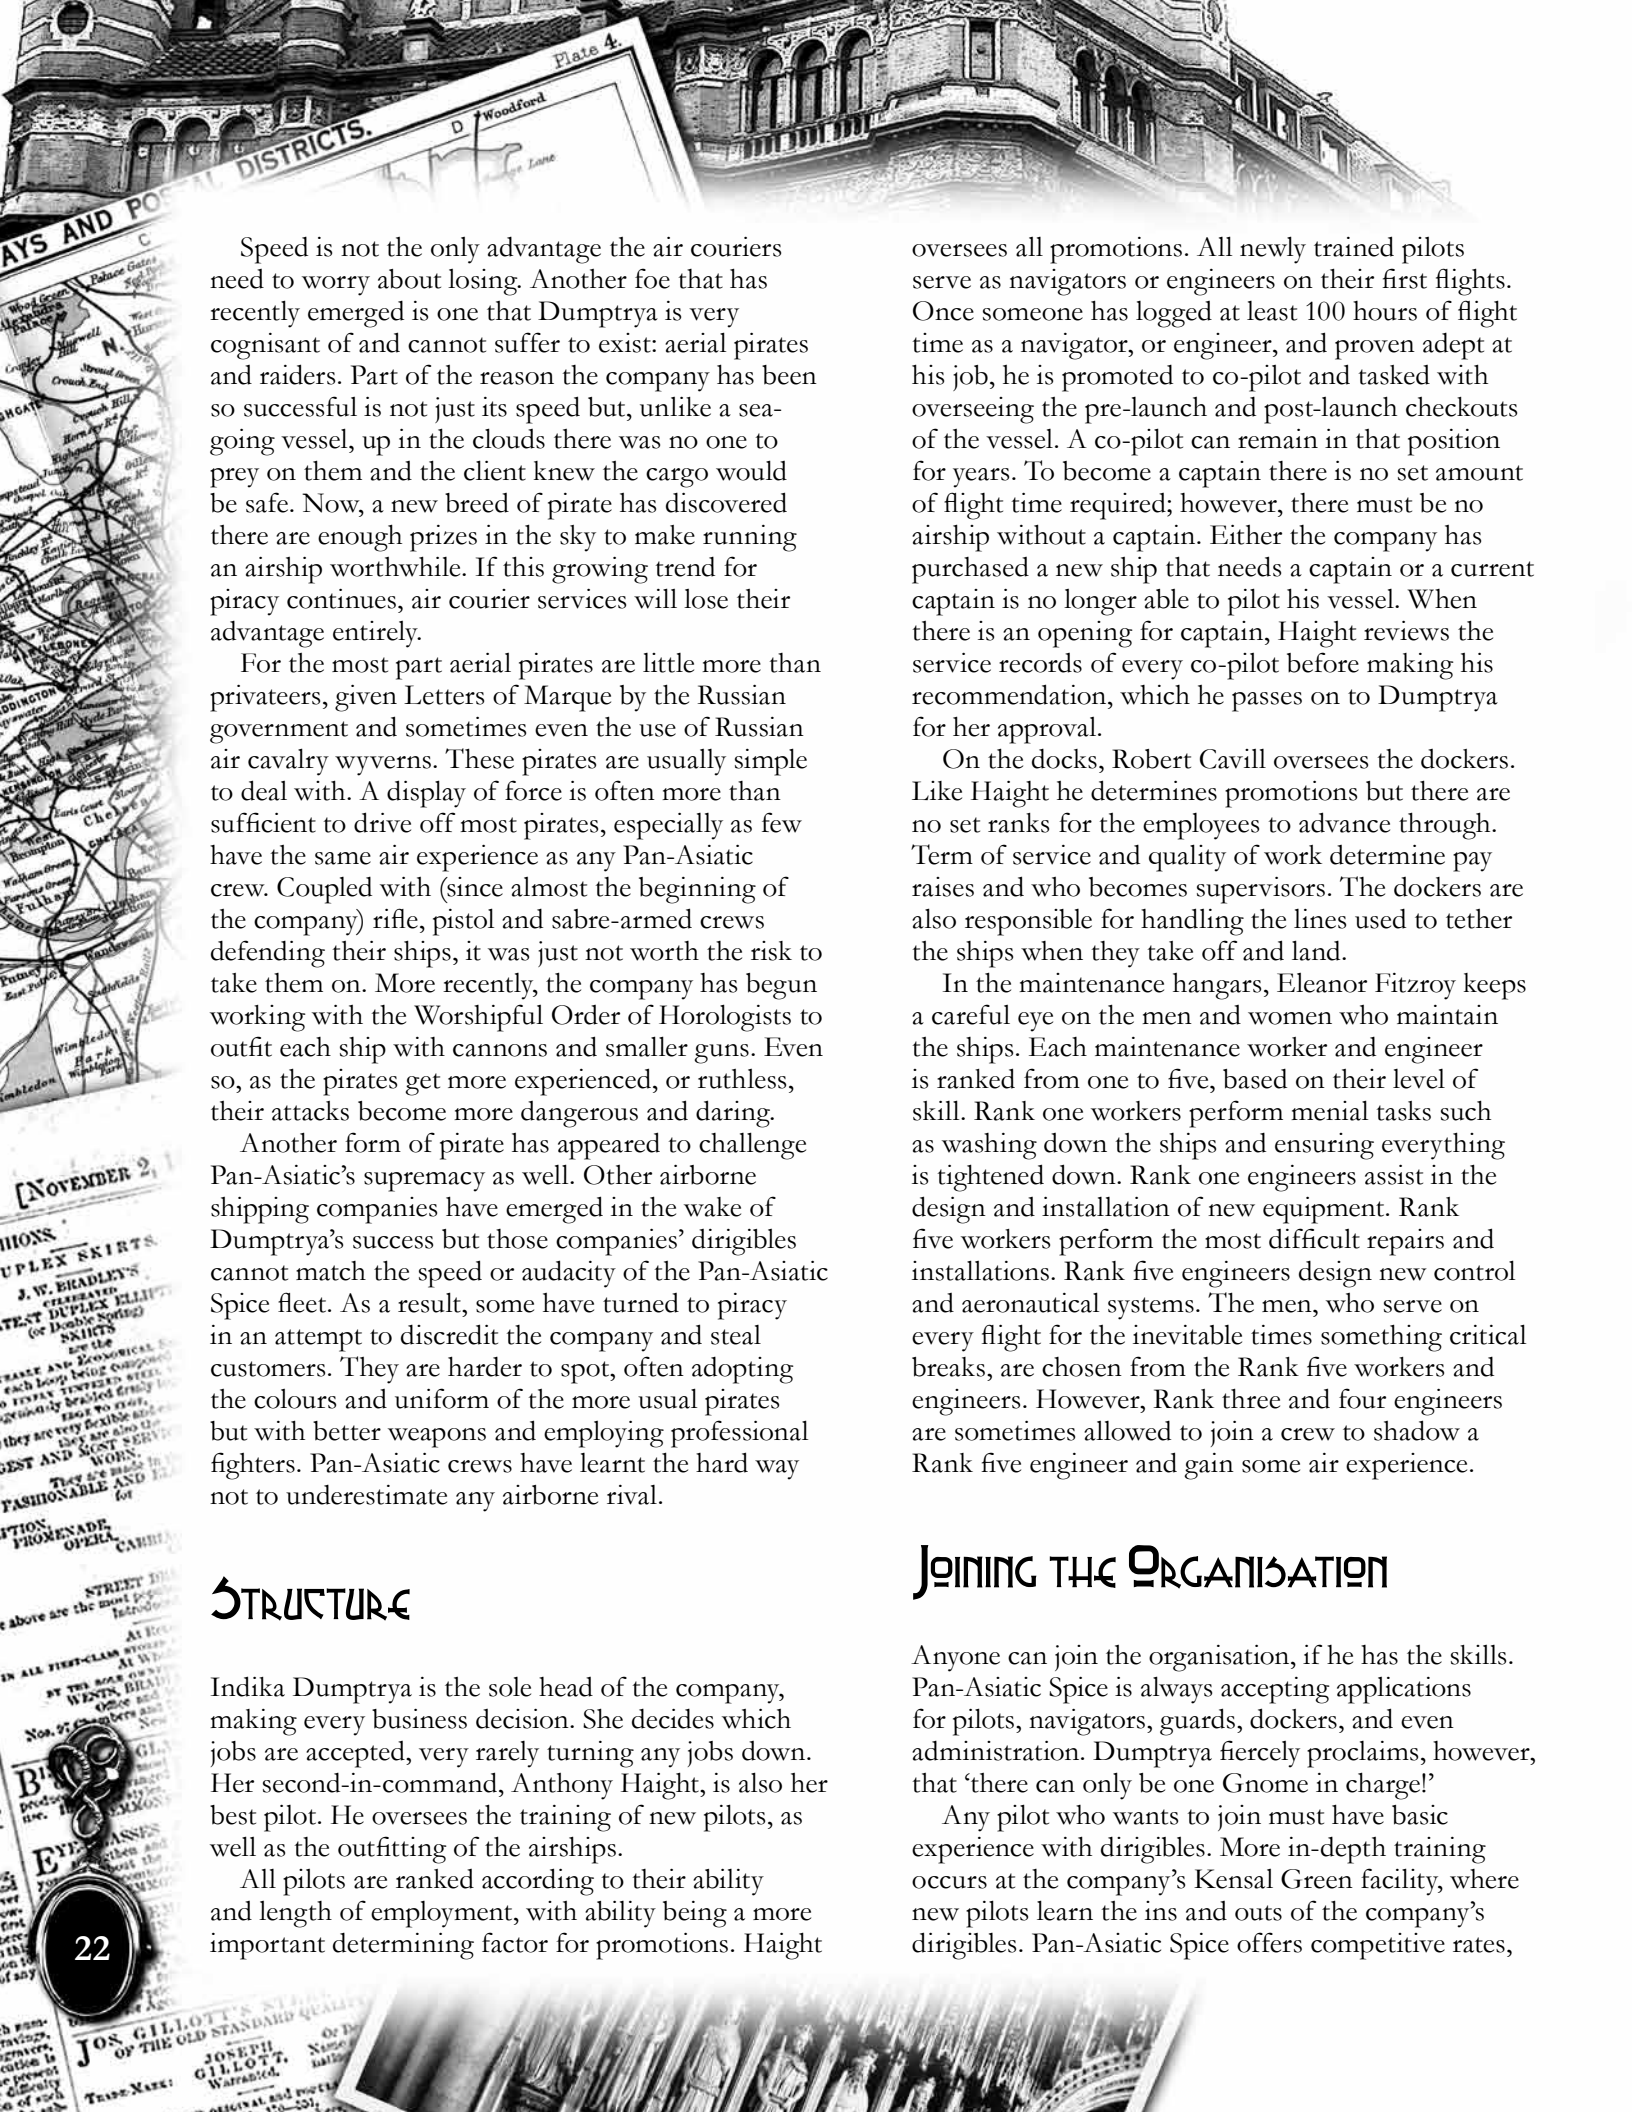 Plate 4.
D Woodford
DISTRICTS.
AYS AND PO
C
Speed is not the only advantage the air couriers
need to worry about losing. Another foe that has
recently emerged is one that Dumptrya is very
cognisant of and cannot suffer to exist: aerial pirates
and raiders. Part of the reason the company has been
so successful is not just its speed but, unlike a sea-
going vessel, up in the clouds there was no one to
prey on them and the client knew the cargo would
be safe. Now, a new breed of pirate has discovered
there are enough prizes in the sky to make running
an airship worthwhile. If this growing trend for
piracy continues, air courier services will lose their
advantage entirely.
For the most part aerial pirates are little more than
privateers, given Letters of Marque by the Russian
government and sometimes even the use of Russian
air cavalry wyverns. These pirates are usually simple
to deal with. A display of force is often more than
sufficient to drive off most pirates, especially as few
have the same air experience as any Pan-Asiatic
crew. Coupled with (since almost the beginning of
the company) rifle, pistol and sabre-armed crews
defending their ships, it was just not worth the risk to
take them on. More recently, the company has begun
working with the Worshipful Order of Horologists to
outfit each ship with cannons and smaller guns. Even
so, as the pirates get more experienced, or ruthless,
their attacks become more dangerous and daring.
Another form of pirate has appeared to challenge
Pan-Asiatic's supremacy as well. Other airborne
shipping companies have emerged in the wake of
Dumptrya's success but those companies' dirigibles
cannot match the speed or audacity of the Pan-Asiatic
Spice fleet. As a result, some have turned to piracy
in an attempt to discredit the company and steal
customers. They are harder to spot, often adopting
the colours and uniform of the more usual pirates
but with better weapons and employing professional
fighters. Pan-Asiatic crews have learnt the hard way
not to underestimate any airborne rival.
Structure
Indika Dumptrya is the sole head of the company,
making every business decision. She decides which
jobs are accepted, very rarely turning any jobs down.
Her second-in-command, Anthony Haight, is also her
best pilot. He oversees the training of new pilots, as
well as the outfitting of the airships.
All pilots are ranked according to their ability
and length of employment, with ability being a more
important determining factor for promotions. Haight
oversees all promotions. All newly trained pilots
serve as navigators or engineers on their first flights.
Once someone has logged at least 100 hours of flight
time as a navigator, or engineer, and proven adept at
his job, he is promoted to co-pilot and tasked with
overseeing the pre-launch and post-launch checkouts
of the vessel. A co-pilot can remain in that position
for years. To become a captain there is no set amount
of flight time required; however, there must be no
airship without a captain. Either the company has
purchased a new ship that needs a captain or a current
captain is no longer able to pilot his vessel. When
there is an opening for captain, Haight reviews the
service records of every co-pilot before making his
recommendation, which he passes on to Dumptrya
for her approval.
On the docks, Robert Cavill oversees the dockers.
Like Haight he determines promotions but there are
no set ranks for the employees to advance through.
Term of service and quality of work determine pay
raises and who becomes supervisors. The dockers are
also responsible for handling the lines used to tether
the ships when they take off and land.
In the maintenance hangars, Eleanor Fitzroy keeps
a careful eye on the men and women who maintain
the ships. Each maintenance worker and engineer
is ranked from one to five, based on their level of
skill. Rank one workers perform menial tasks such
as washing down the ships and ensuring everything
is tightened down. Rank one engineers assist in the
design and installation of new equipment. Rank
five workers perform the most difficult repairs and
installations. Rank five engineers design new control
and aeronautical systems. The men, who serve on
every flight for the inevitable times something critical
breaks, are chosen from the Rank five workers and
engineers. However, Rank three and four engineers
are sometimes allowed to join a crew to shadow a
Rank five engineer and gain some air experience.
Joining the Organisation
Anyone can join the organisation, if he has the skills.
Pan-Asiatic Spice is always accepting applications
for pilots, navigators, guards, dockers, and even
administration. Dumptrya fiercely proclaims, however,
that 'there can only be one Gnome in charge!'
Any pilot who wants to join must have basic
experience with dirigibles. More in-depth training
occurs at the company's Kensal Green facility, where
new pilots learn the ins and outs of the company's
dirigibles. Pan-Asiatic Spice offers competitive rates,
[NOVEMBER 2,
UPLEX SKIRTS
J. W. BRADLEY'S
SKIRTS
PROMENADE,
OPERA,
22
JOS. GILLOTT'S
OF THE OLD STANDARD QUALITY
JOSEPH
GILLOTT,
Warranted.
TRADE MARK: